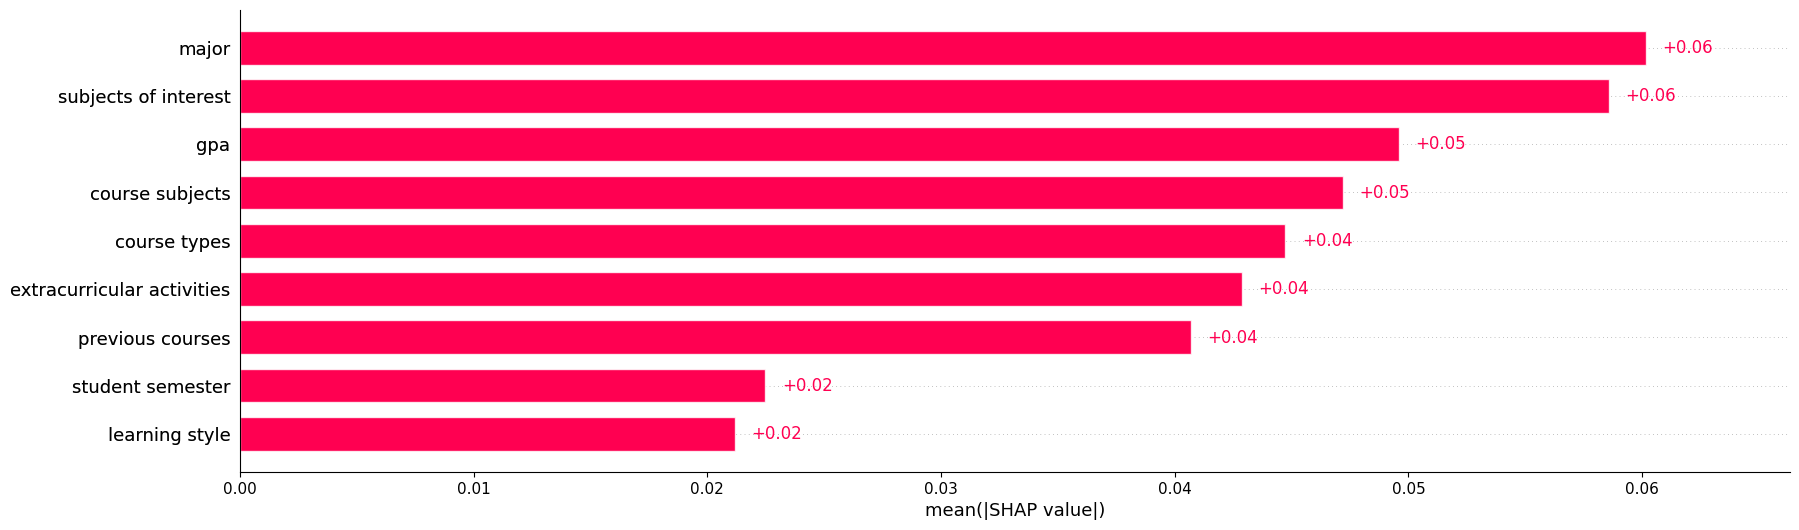 major +0.06
subjects of interest +0.06
gpa +0.05
course subjects +0.05
course types +0.04
extracurricular activities +0.04
previous courses +0.04
student semester +0.02
learning style +0.02
0.00 0.01 0.02 0.03 0.04 0.05 0.06
mean(|SHAP value|)